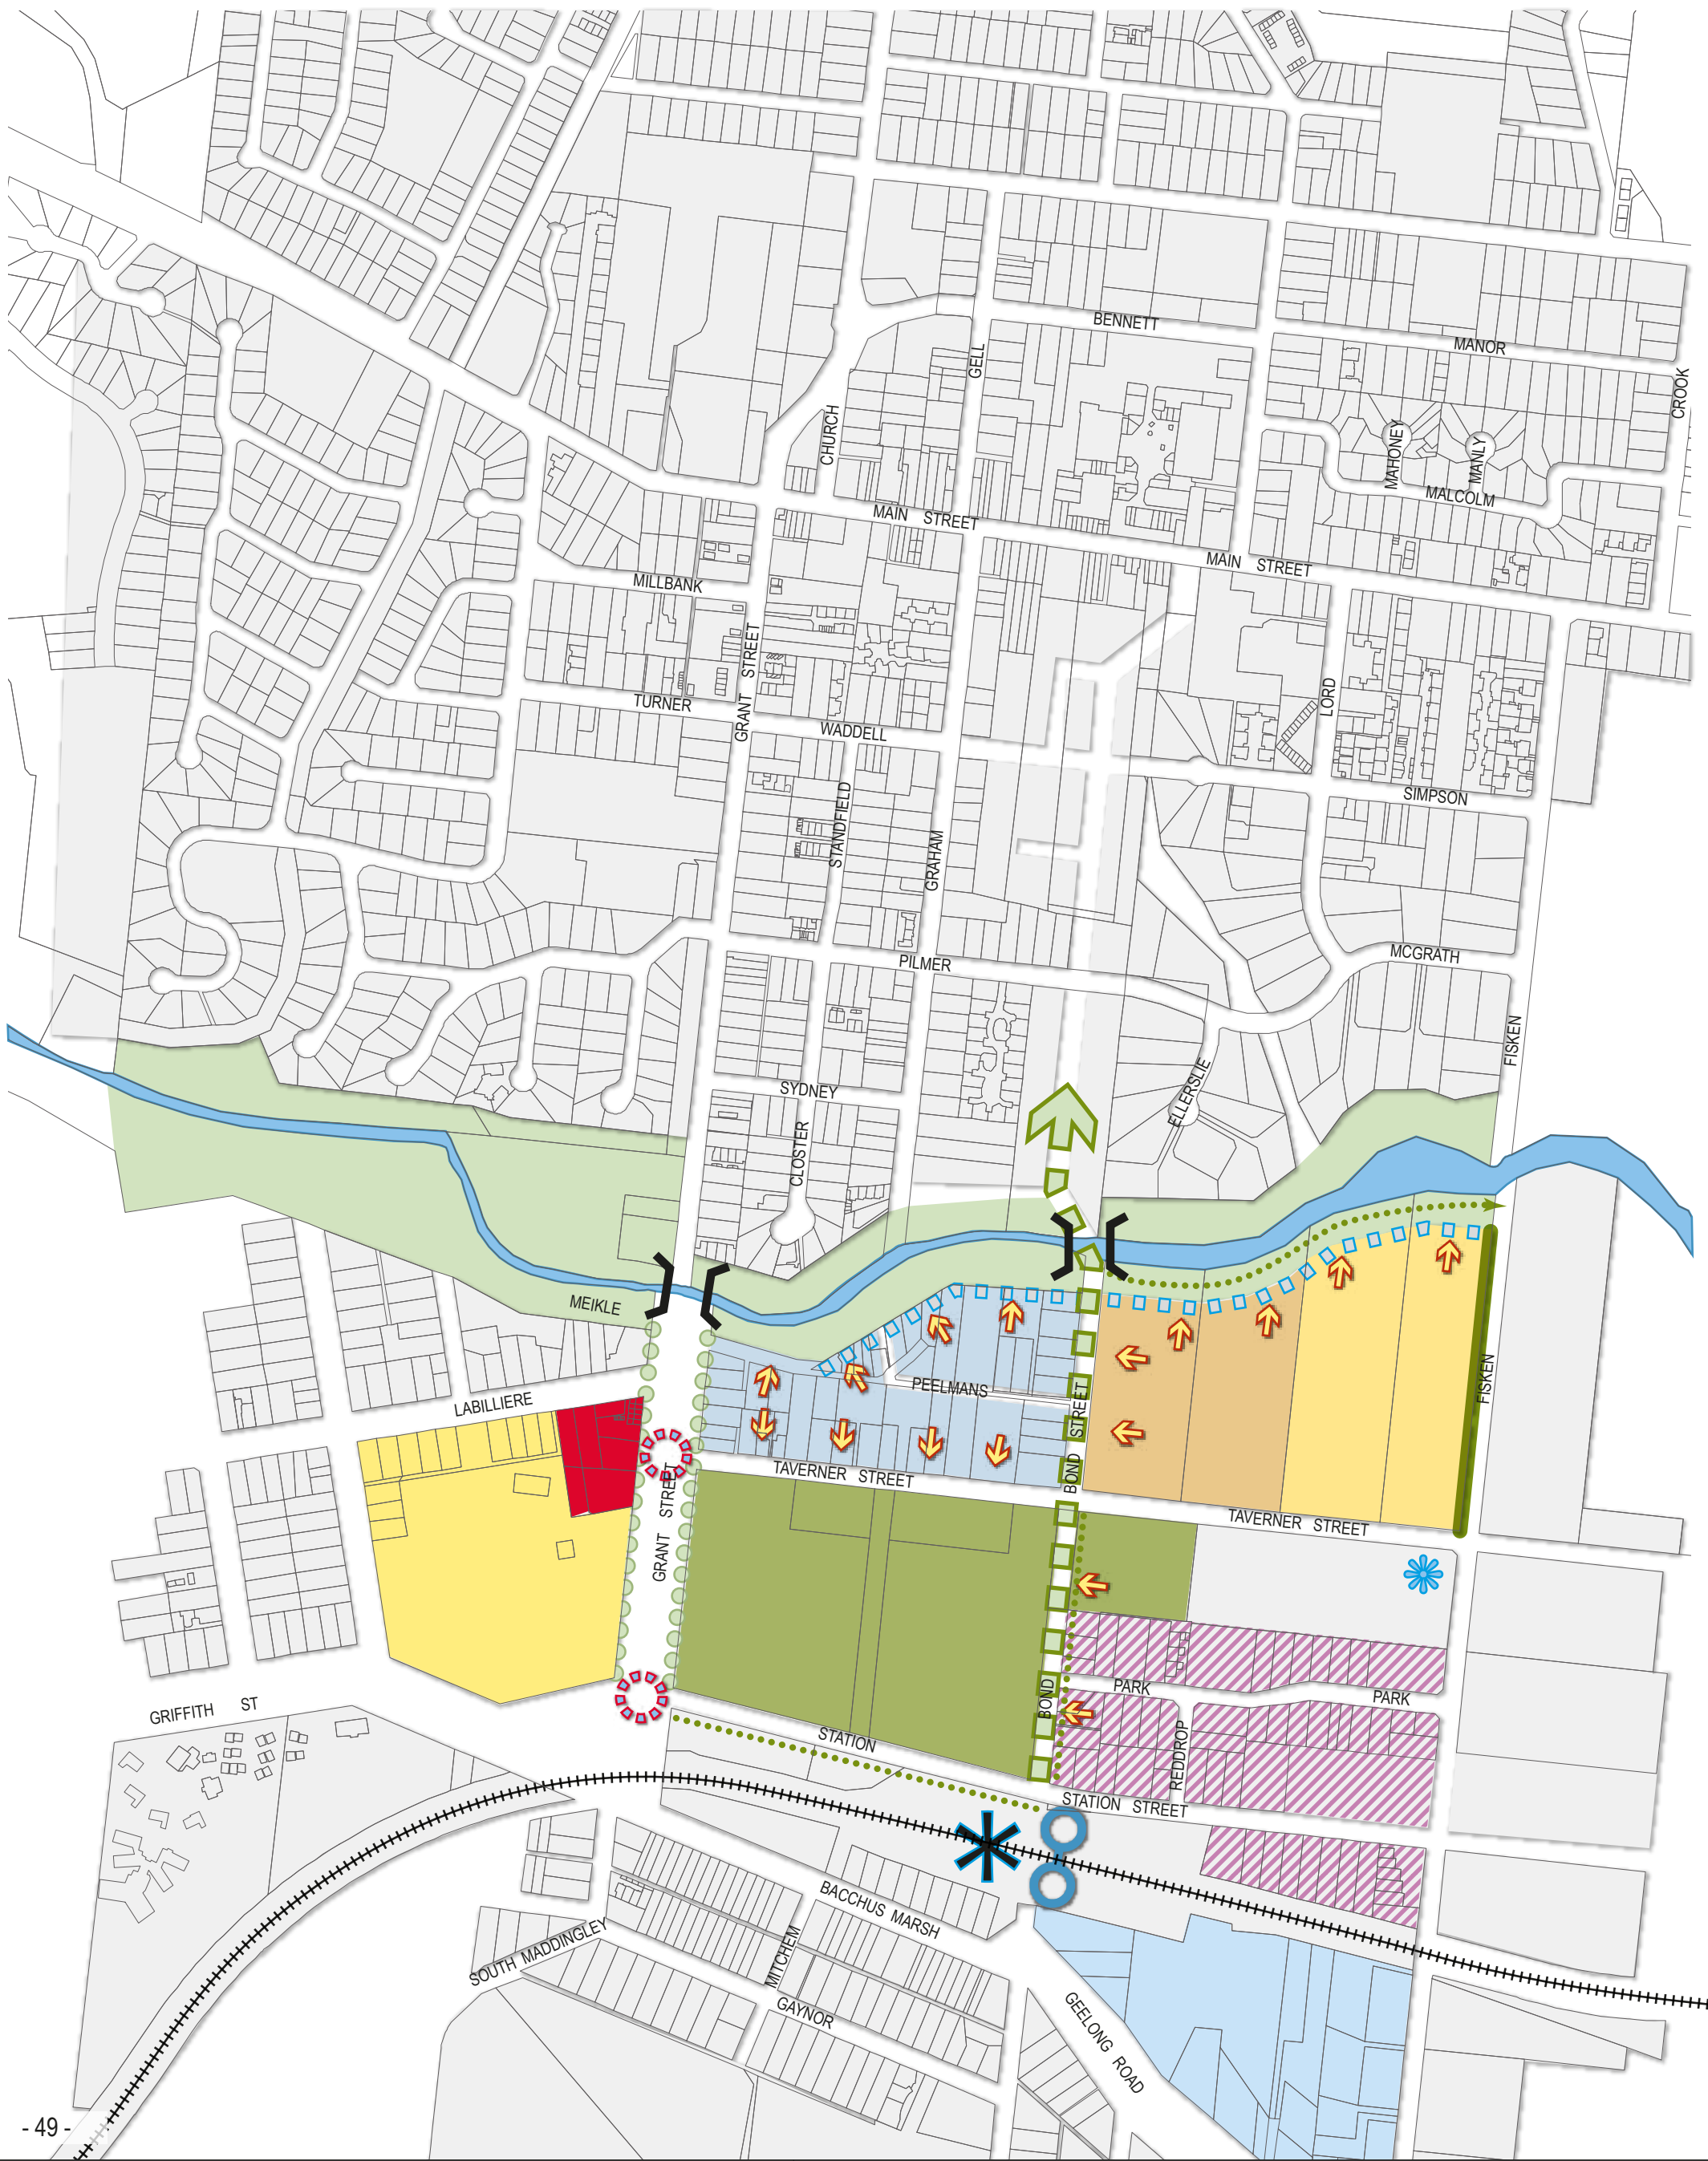 BENNETT
MANOR
GELL
CROOK
CHURCH
MAHONEY
MANLY
MALCOLM
MAIN STREET
MAIN STREET
MILLBANK
GRANT STREET
TURNER
LORD
WADDELL
STANDFIELD
SIMPSON
GRAHAM
PILMER
MCGRATH
FISKEN
SYDNEY
ELLERSLIE
CLOSTER
MEIKLE
PEELMANS
FISKEN
LABILLIERE
BOND STREET
TAVERNER STREET
GRANT STREET
TAVERNER STREET
BOND
PARK
PARK
GRIFFITH ST
STATION
REDDROP
STATION STREET
BACCHUS MARSH
SOUTH MADDINGLEY
MITCHEM
GAYNOR
GEELONG ROAD
- 49 -